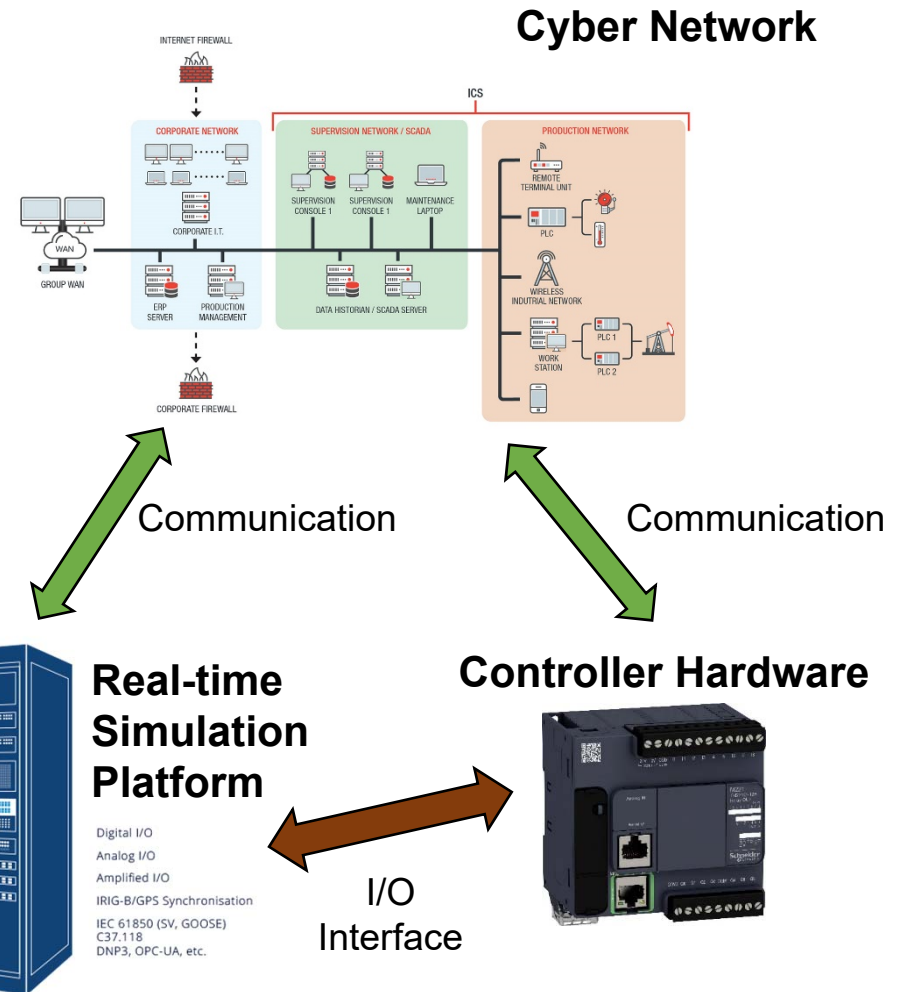 Cyber Network
INTERNET FIREWALL
ICS
CORPORATE NETWORK
SUPERVISION NETWORK / SCADA
PRODUCTION NETWORK
REMOTE
TERMINAL UNIT
SUPERVISION
CONSOLE 1
SUPERVISION
CONSOLE 1
MAINTENANCE
LAPTOP
PLC
CORPORATE I.T.
WAN
GROUP WAN
WIRELESS
INDUTRIAL NETWORK
ERP
SERVER
PRODUCTION
MANAGEMENT
DATA HISTORIAN / SCADA SERVER
PLC 1
WORK
STATION
PLC 2
CORPORATE FIREWALL
Communication
Communication
Real-time
Simulation
Platform
Controller Hardware
Digital I/O
Analog I/O
Amplified I/O
IRIG-B/GPS Synchronisation
IEC 61850 (SV, GOOSE)
C37.118
DNP3, OPC-UA, etc.
I/O
Interface
Schneider